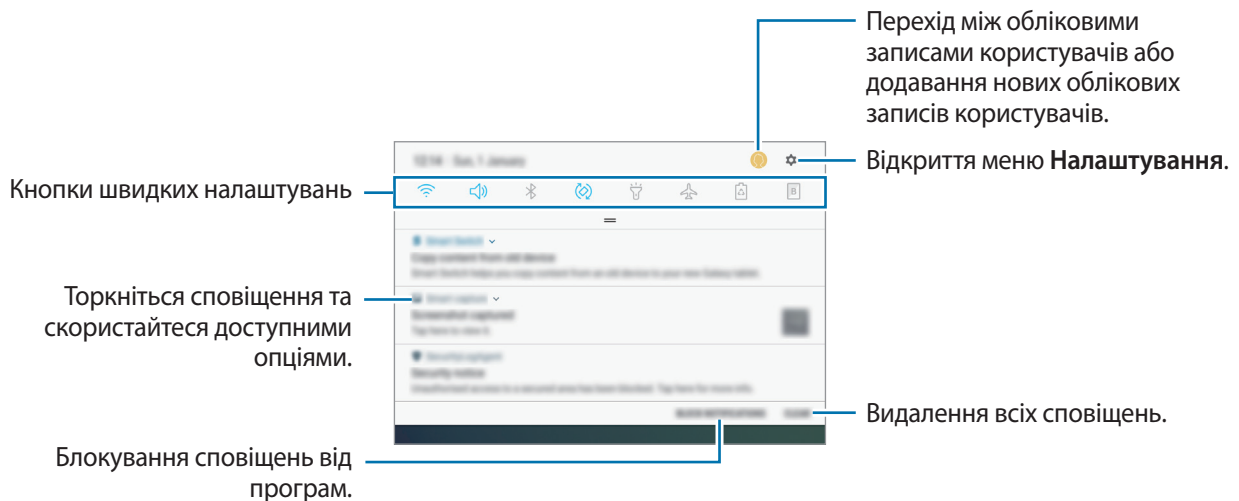 Перехід між обліковими
записами користувачів або
додавання нових облікових
записів користувачів.
12:14 Sun, 1 January
Відкриття меню Налаштування.
Кнопки швидких налаштувань
B
Smart Switch
Copy content from old device
Smart Switch helps you copy content from an old device to your new Galaxy tablet.
Торкніться сповіщення та
скористайтеся доступними
опціями.
Smart capture
Screenshot captured
Tap here to view it.
Security notice
Unauthorised access to a secured area has been blocked. Tap here for more info.
BLOCK NOTIFICATIONS CLEAR
Видалення всіх сповіщень.
Блокування сповіщень від
програм.